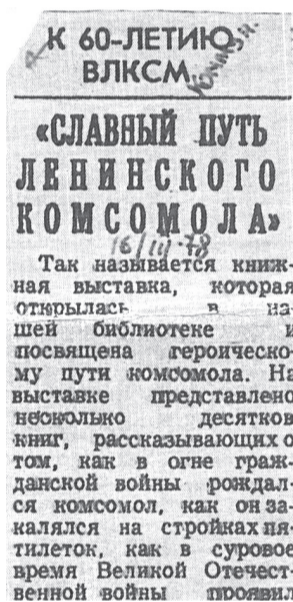 К 60-ЛЕТИЮ
ВЛКСМ
«СЛАВНЫЙ ПУТЬ
ЛЕНИНСКОГО
КОМСОМОЛА»
16/III-78
Так называется книж-
ная выставка, которая
открылась в на-
шей библиотеке и
посвящена героическо-
му пути комсомола. На
выставке представлено
несколько десятков
книг, рассказывающих о
том, как в огне граж-
данской войны рождал-
ся комсомол, как он за-
калялся на стройках пя-
тилеток, как в суровое
время Великой Отечест-
венной войны проявил